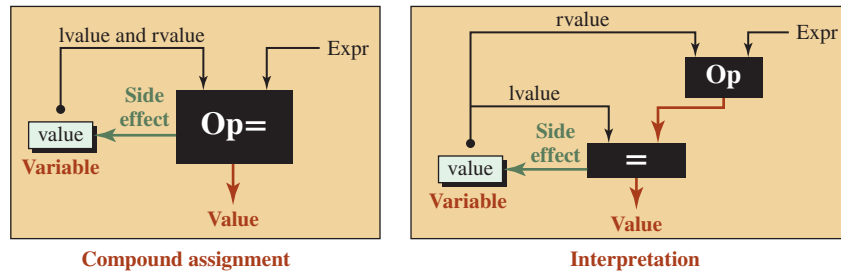 lvalue and rvalue
Expr
Side
effect
Op=
value
Variable
Value
Compound assignment
rvalue
Expr
Op
lvalue
Side
effect
=
value
Variable
Value
Interpretation